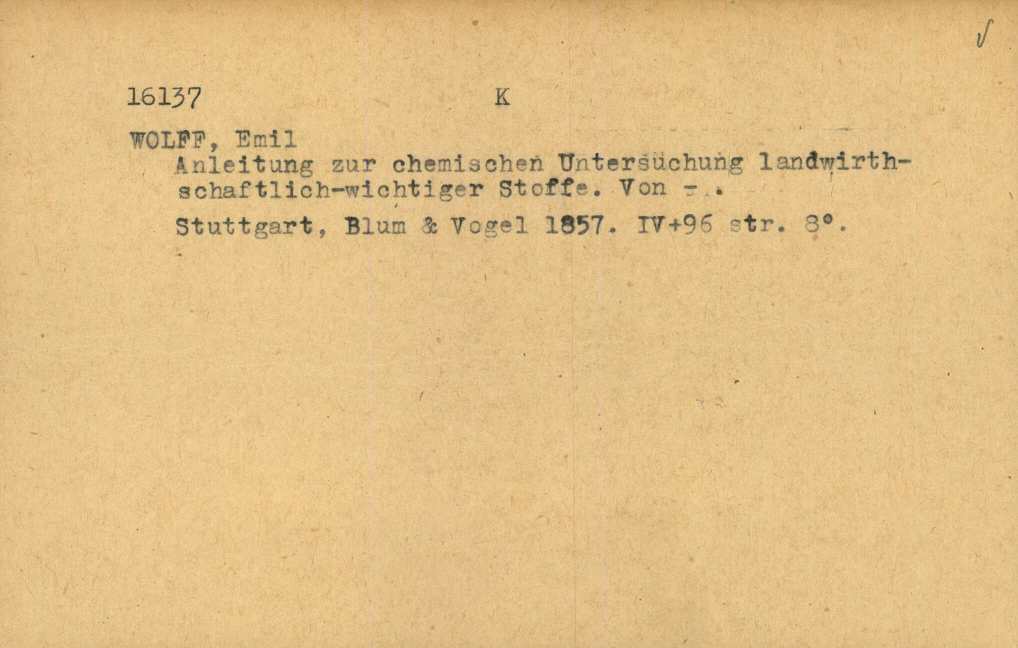 √
16137 K
WOLFF, Emil
Anleitung zur chemischen Untersuchung landwirth-
schaftlich-wichtiger Stoffe. Von - .
Stuttgart, Blum & Vogel 1857. IV+96 str. 8°.